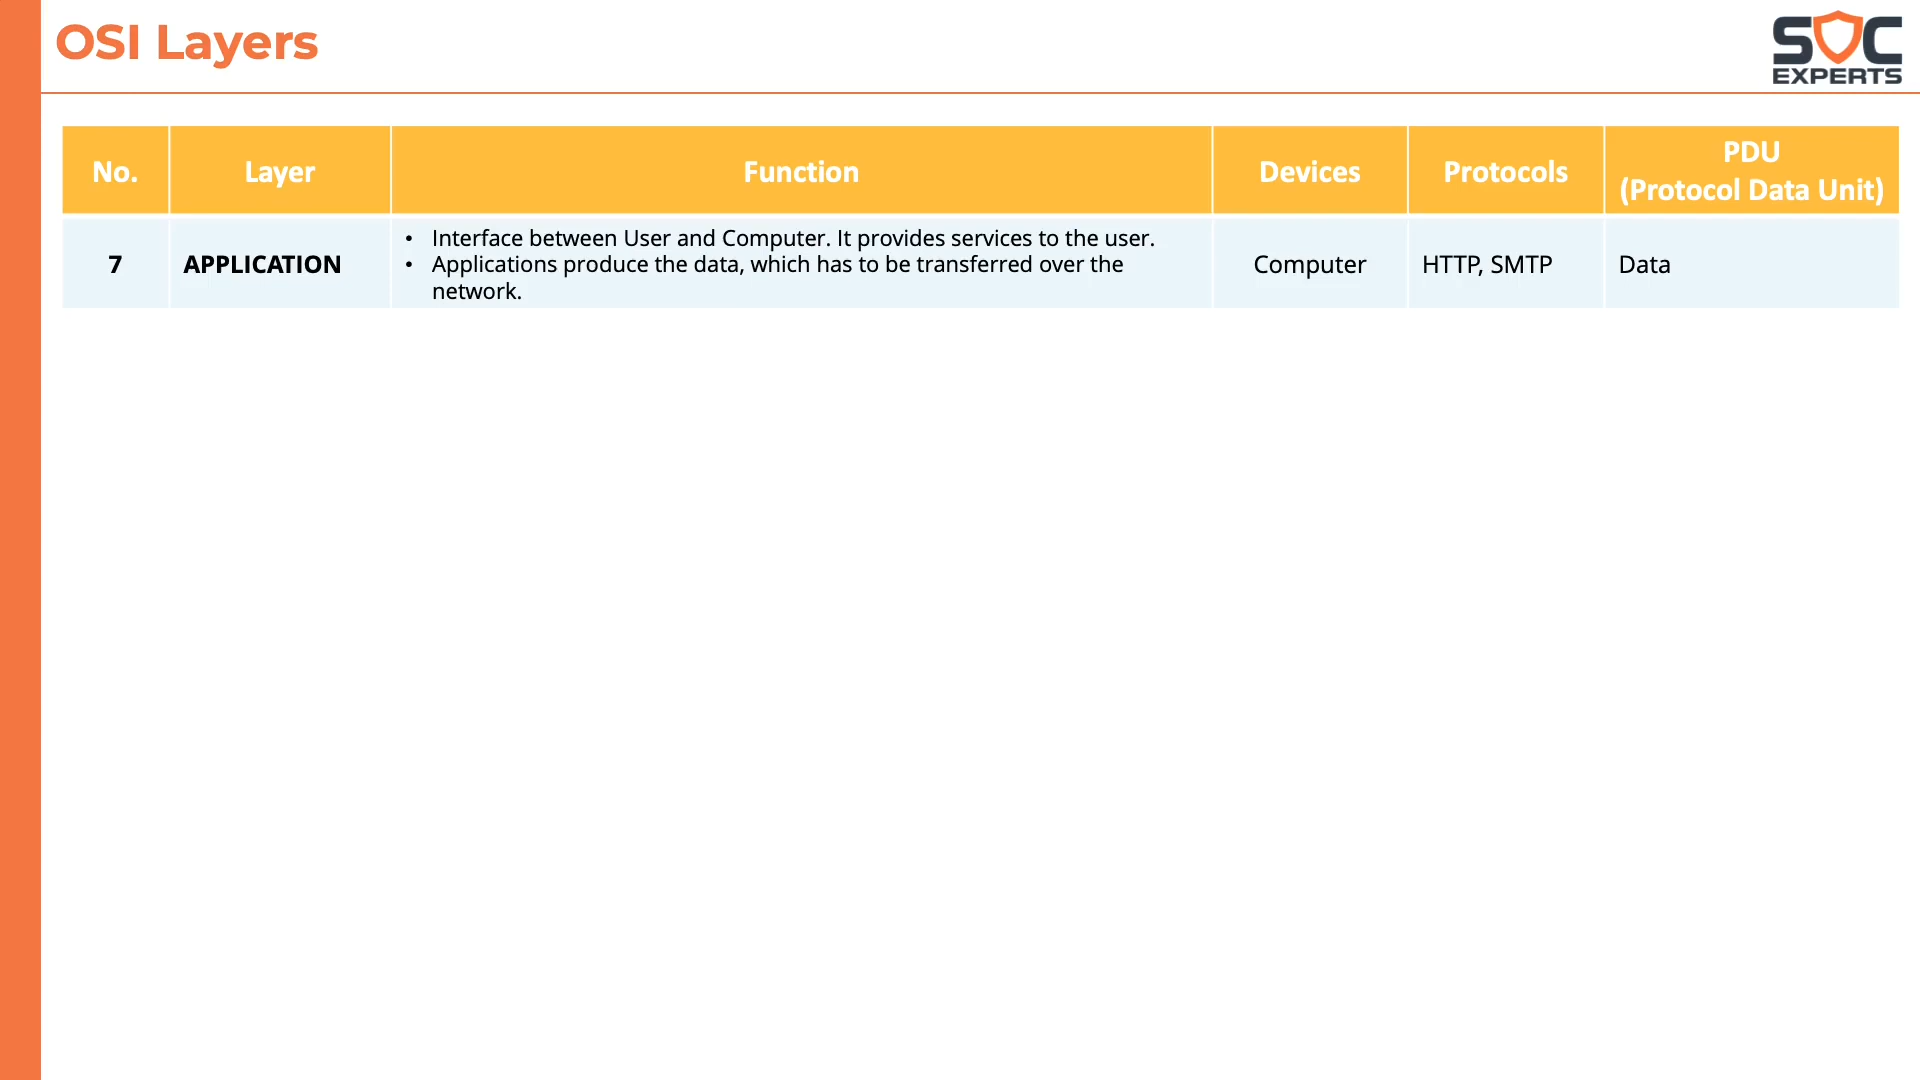 OSI Layers
SOC
EXPERTS
No.
Layer
Function
Devices
Protocols
PDU
(Protocol Data Unit)
7
APPLICATION
• Interface between User and Computer. It provides services to the user.
• Applications produce the data, which has to be transferred over the
network.
Computer
HTTP, SMTP
Data